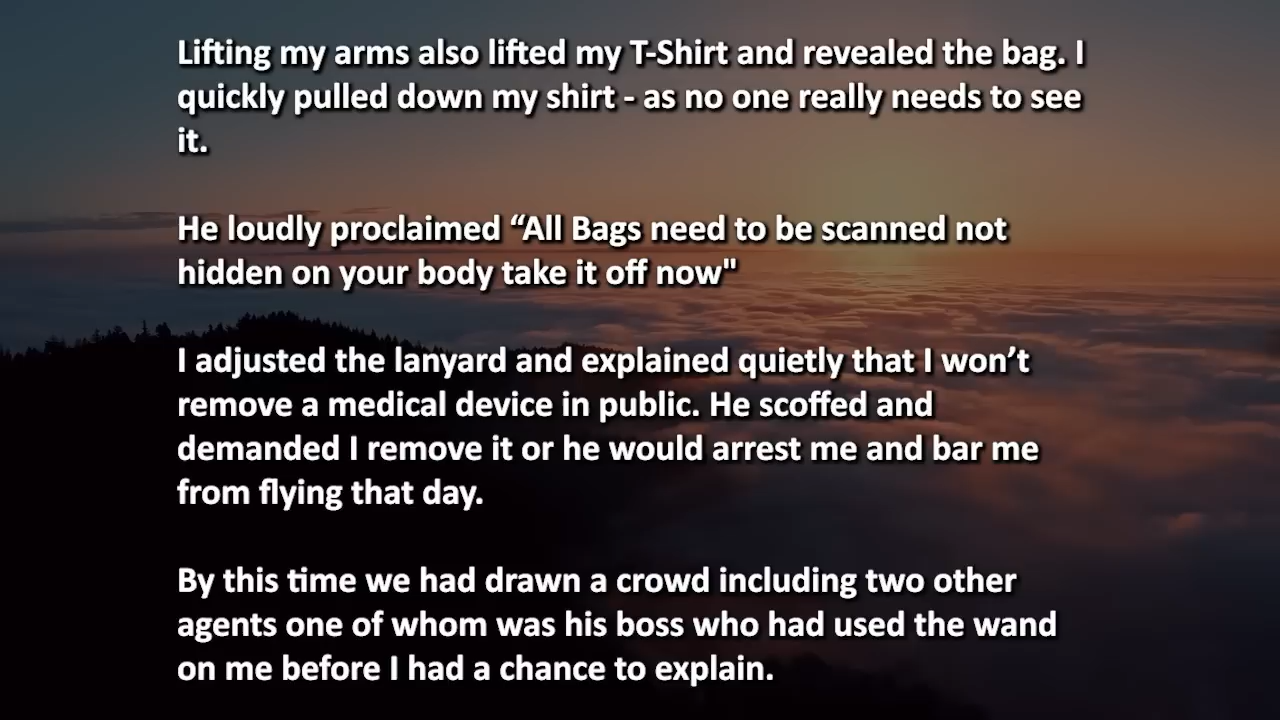 Lifting my arms also lifted my T-Shirt and revealed the bag. I
quickly pulled down my shirt - as no one really needs to see
it.
He loudly proclaimed “All Bags need to be scanned not
hidden on your body take it off now"
I adjusted the lanyard and explained quietly that I won’t
remove a medical device in public. He scoffed and
demanded I remove it or he would arrest me and bar me
from flying that day.
By this time we had drawn a crowd including two other
agents one of whom was his boss who had used the wand
on me before I had a chance to explain.